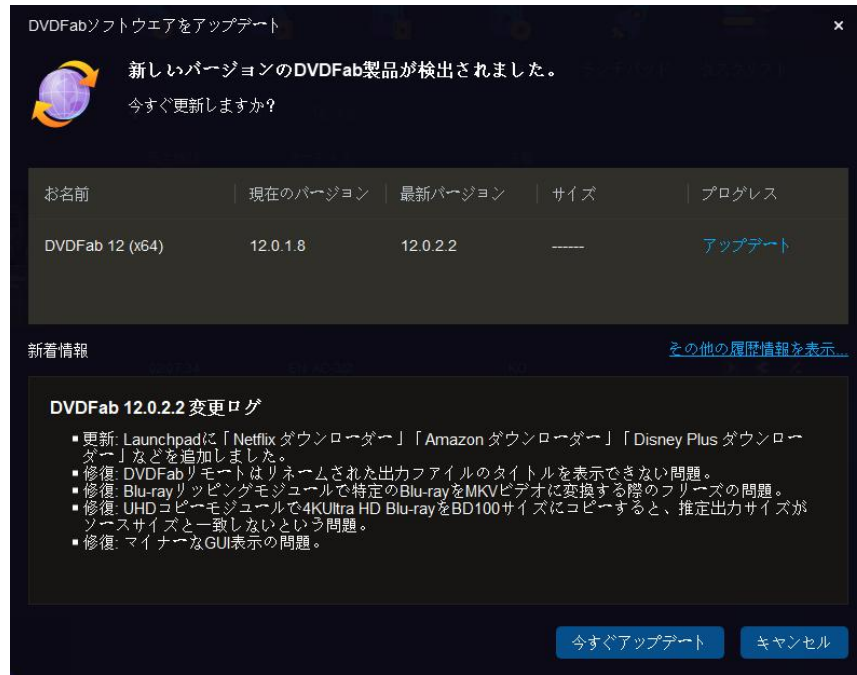 DVDFabソフトウエアをアップデート
×
新しいバージョンのDVDFab製品が検出されました。
今すぐ更新しますか?
お名前 現在のバージョン 最新バージョン サイズ プログレス
DVDFab 12 (x64) 12.0.1.8 12.0.2.2 ------ アップデート
新着情報 その他の履歴情報を表示...
DVDFab 12.0.2.2 変更ログ
▪ 更新: Launchpadに「Netflix ダウンローダー」「Amazon ダウンローダー」「Disney Plus ダウンロー
ダー」などを追加しました。
▪ 修復: DVDFabリモートはリネームされた出力ファイルのタイトルを表示できない問題。
▪ 修復: Blu-rayリッピングモジュールで特定のBlu-rayをMKVビデオに変換する際のフリーズの問題。
▪ 修復: UHDコピーモジュールで4KUltra HD Blu-rayをBD100サイズにコピーすると、推定出力サイズが
ソースサイズと一致しないという問題。
▪ 修復: マイナーなGUI表示の問題。
今すぐアップデート キャンセル